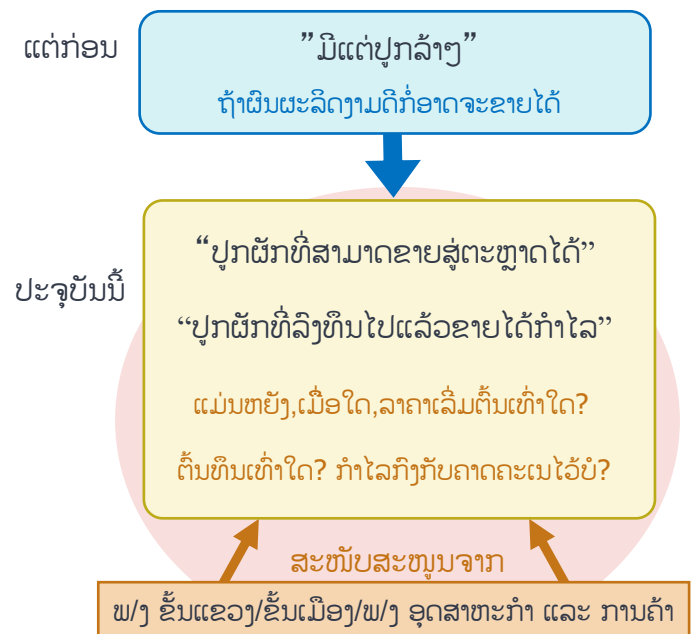 ແຕ່ກ່ອນ
”ມີແຕ່ປູກລ້າໆ”
ຖ້າຜົນຜະລິດງາມດີກໍ່ອາດຈະຂາຍໄດ້
ປະຈຸບັນນີ້
“ປູກຜັກທີ່ສາມາດຂາຍສູ່ຕະຫຼາດໄດ້”
“ປູກຜັກທີ່ລົງທຶນໄປແລ້ວຂາຍໄດ້ກຳໄລ”
ແມ່ນຫຍັງ,ເມື່ອໃດ,ລາຄາເລີ່ມຕົ້ນເທົ່າໃດ?
ຕົ້ນທຶນເທົ່າໃດ? ກຳໄລກົງກັບຄາດຄະເນໄວ້ບໍ?
ສະໜັບສະໜູນຈາກ
ພ/ງ ຂັ້ນແຂວງ/ຂັ້ນເມືອງ/ພ/ງ ອຸດສາຫະກຳ ແລະ ການຄ້າ